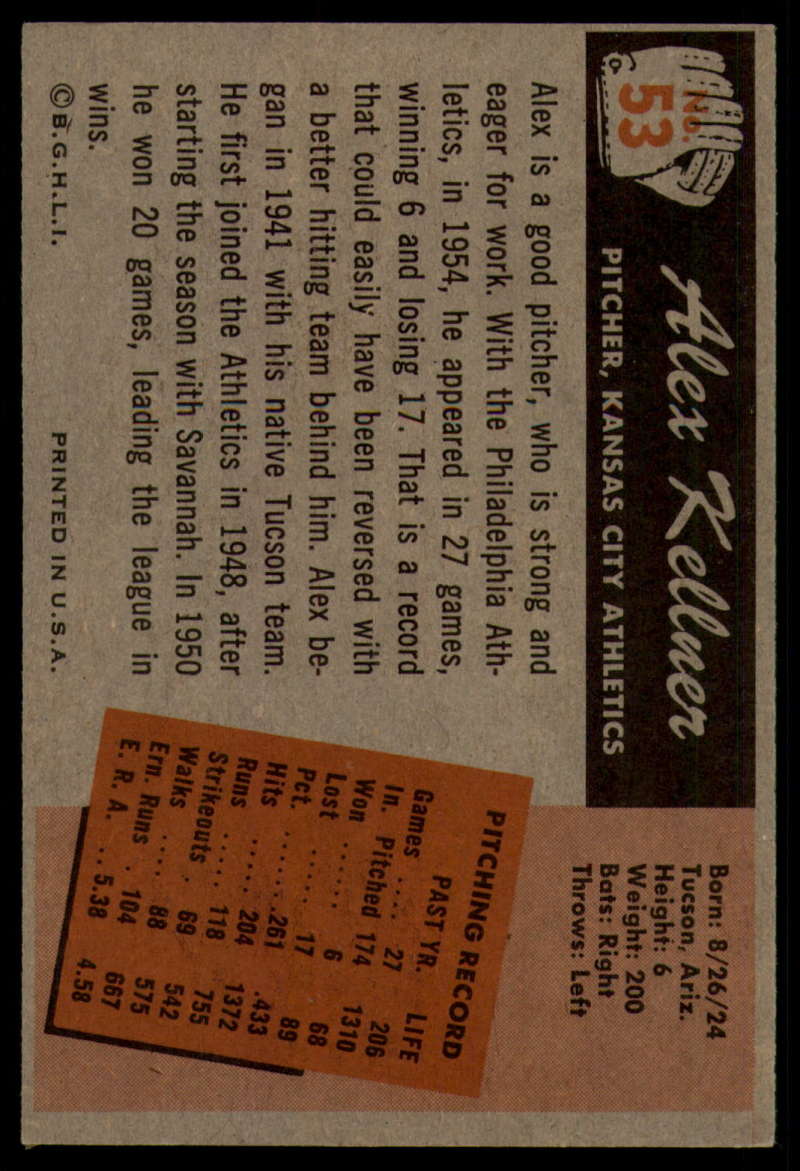 No.
53
Alex Kellner
PITCHER, KANSAS CITY ATHLETICS
Born: 8/26/24
Tucson, Ariz.
Height: 6
Weight: 200
Bats: Right
Throws: Left
Alex is a good pitcher, who is strong and
eager for work. With the Philadelphia Ath-
letics, in 1954, he appeared in 27 games,
winning 6 and losing 17. That is a record
that could easily have been reversed with
a better hitting team behind him. Alex be-
gan in 1941 with his native Tucson team.
He first joined the Athletics in 1948, after
starting the season with Savannah. In 1950
he won 20 games, leading the league in
wins.
©B.G.H.L.I. PRINTED IN U.S.A.
PITCHING RECORD
PAST YR. LIFE
Games .... 27 206
In. Pitched 174 1310
Won ...... 6 68
Lost ..... 17 89
Pct. ...... .261 .433
Hits ...... 204 1372
Runs ..... 118 755
Strikeouts . 69 542
Walks .... 88 575
Ern. Runs . 104 667
E. R. A. .. 5.38 4.58